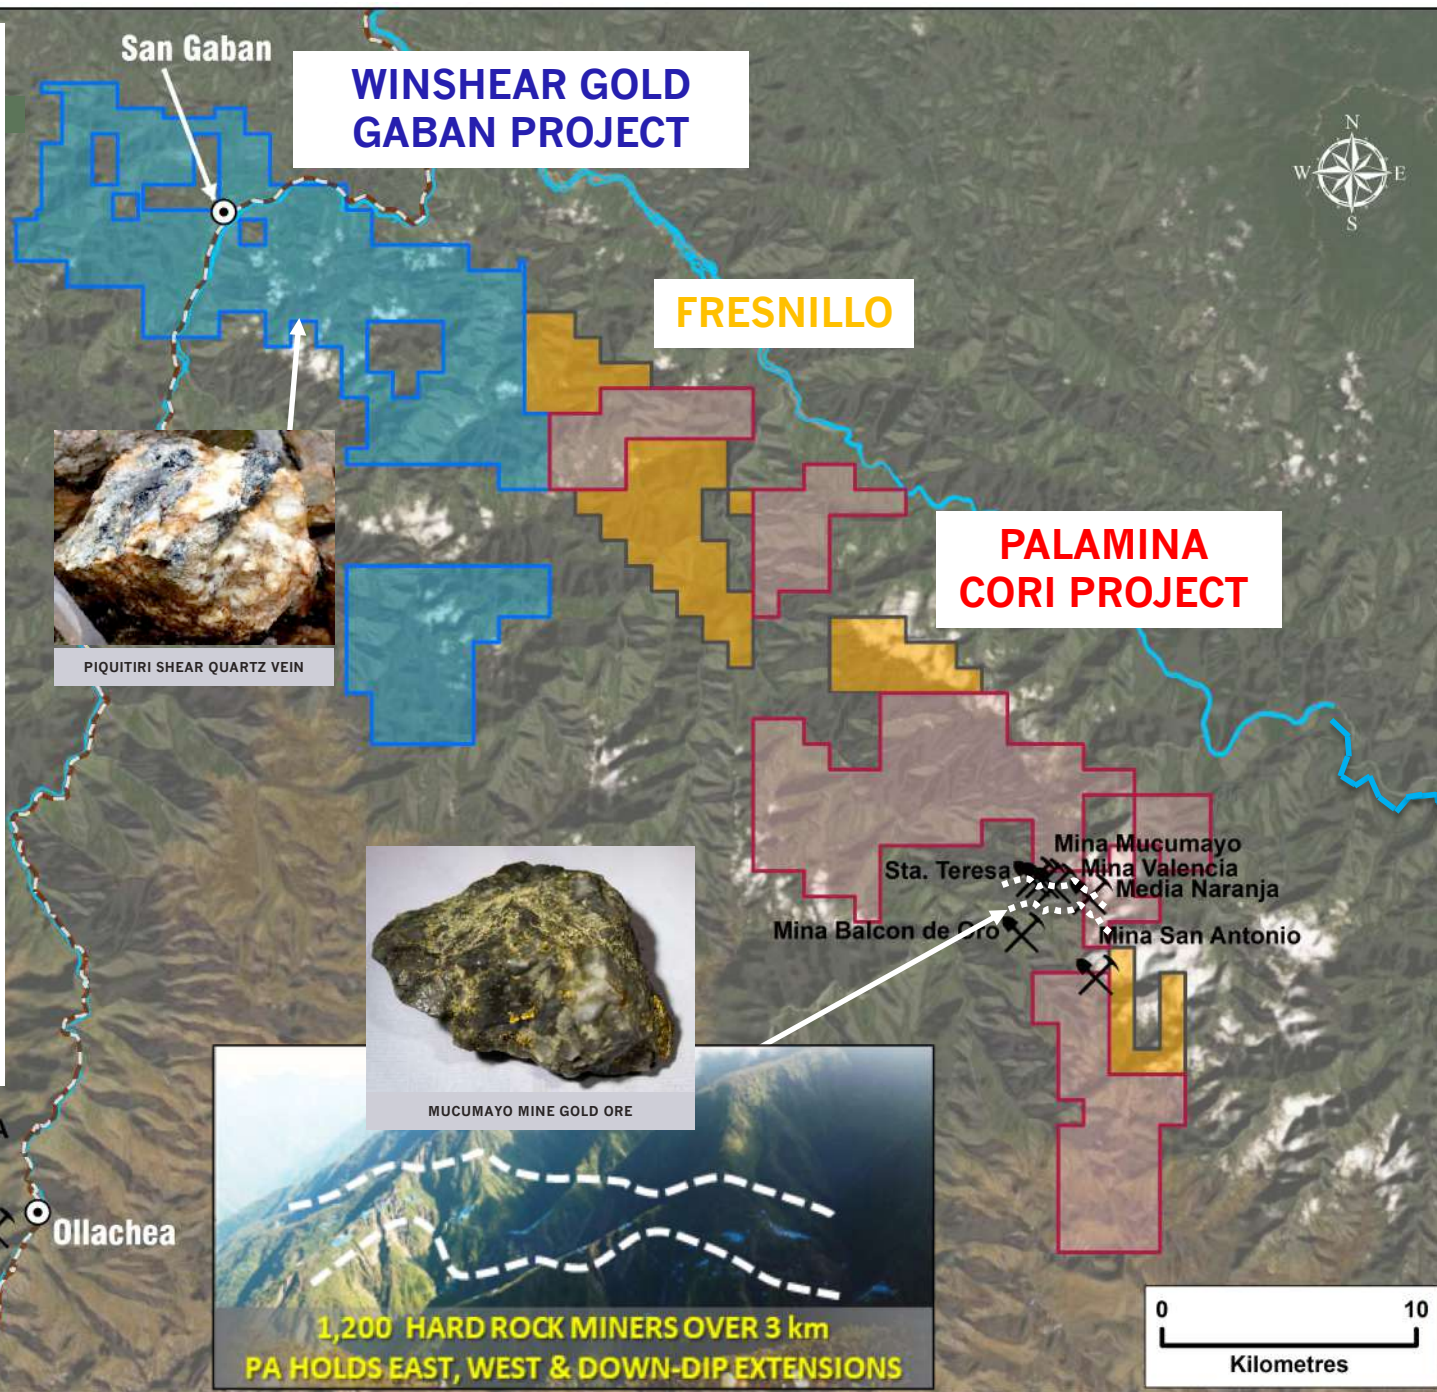 San Gaban
WINSHEAR GOLD
GABAN PROJECT
N
W
E
S
FRESNILLO
PALAMINA
CORI PROJECT
PIQUITIRI SHEAR QUARTZ VEIN
Mina Mucumayo
Sta. Teresa
Mina Valencia
Media Naranja
Mina Balcon de Oro
Mina San Antonio
MUCUMAYO MINE GOLD ORE
A
Ollachea
1,200 HARD ROCK MINERS OVER 3 km
PA HOLDS EAST, WEST & DOWN-DIP EXTENSIONS
0
10
Kilometres